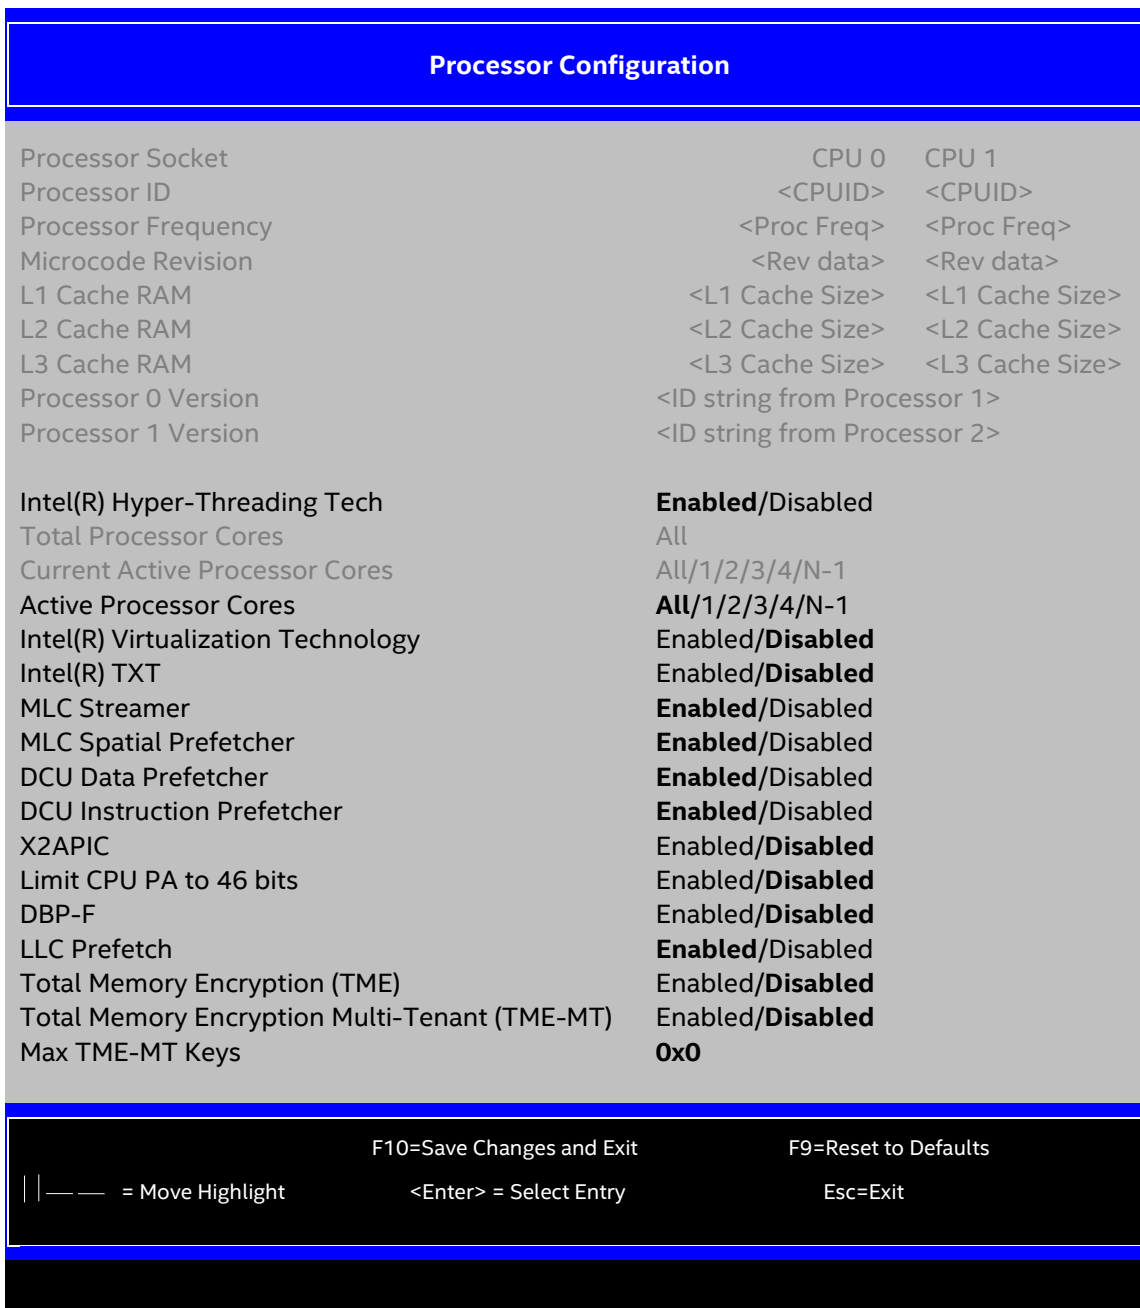 Processor Configuration
Processor Socket CPU 0 CPU 1
Processor ID <CPUID> <CPUID>
Processor Frequency <Proc Freq> <Proc Freq>
Microcode Revision <Rev data> <Rev data>
L1 Cache RAM <L1 Cache Size> <L1 Cache Size>
L2 Cache RAM <L2 Cache Size> <L2 Cache Size>
L3 Cache RAM <L3 Cache Size> <L3 Cache Size>
Processor 0 Version <ID string from Processor 1>
Processor 1 Version <ID string from Processor 2>
Intel(R) Hyper-Threading Tech Enabled/Disabled
Total Processor Cores All
Current Active Processor Cores All/1/2/3/4/N-1
Active Processor Cores All/1/2/3/4/N-1
Intel(R) Virtualization Technology Enabled/Disabled
Intel(R) TXT Enabled/Disabled
MLC Streamer Enabled/Disabled
MLC Spatial Prefetcher Enabled/Disabled
DCU Data Prefetcher Enabled/Disabled
DCU Instruction Prefetcher Enabled/Disabled
X2APIC Enabled/Disabled
Limit CPU PA to 46 bits Enabled/Disabled
DBP-F Enabled/Disabled
LLC Prefetch Enabled/Disabled
Total Memory Encryption (TME) Enabled/Disabled
Total Memory Encryption Multi-Tenant (TME-MT) Enabled/Disabled
Max TME-MT Keys 0x0
F10=Save Changes and Exit F9=Reset to Defaults
= Move Highlight <Enter> = Select Entry Esc=Exit